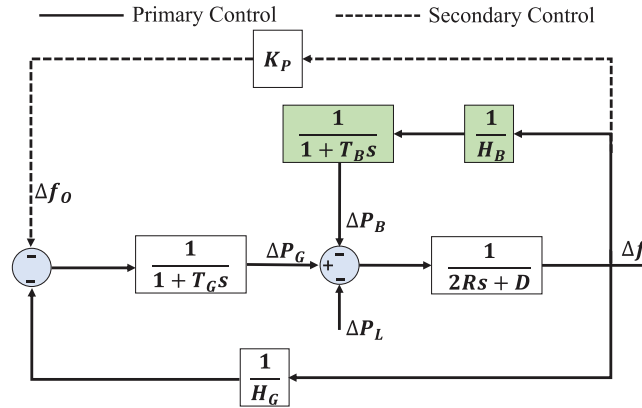 Primary Control
Secondary Control
K_P
1
1 + T_B s
1
H_B
Δf_O
ΔP_B
-
-
1
1 + T_G s
ΔP_G
+
-
-
1
2Rs + D
Δf
ΔP_L
1
H_G